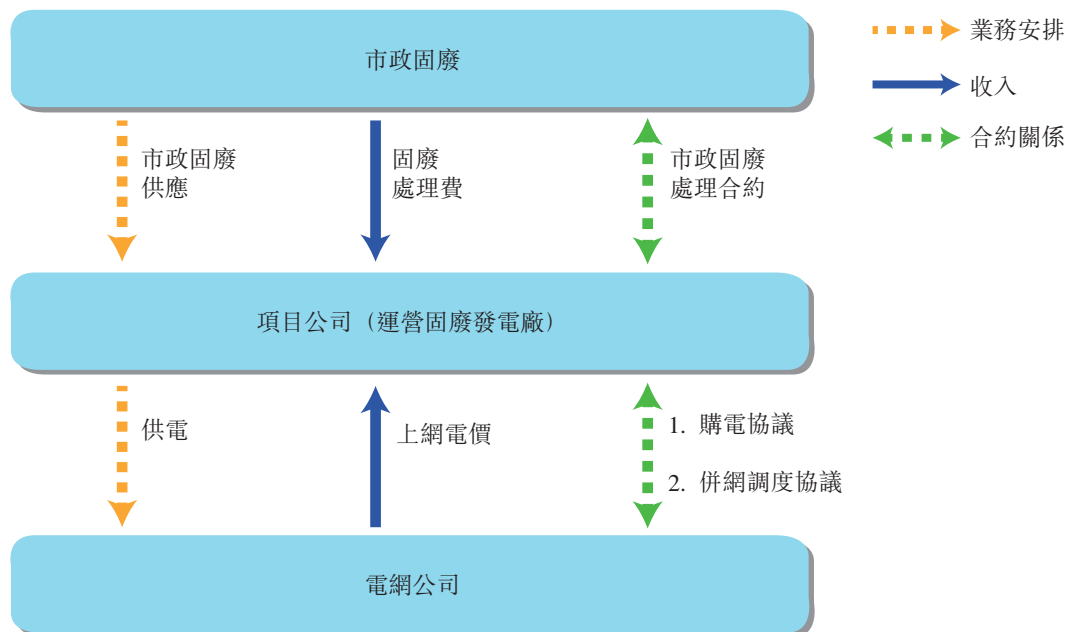 市政固廢
業務安排
收入
合約關係
市政固廢
供應
固廢
處理費
市政固廢
處理合約
項目公司（運營固廢發電廠）
供電
上網電價
1. 購電協議
2. 併網調度協議
電網公司